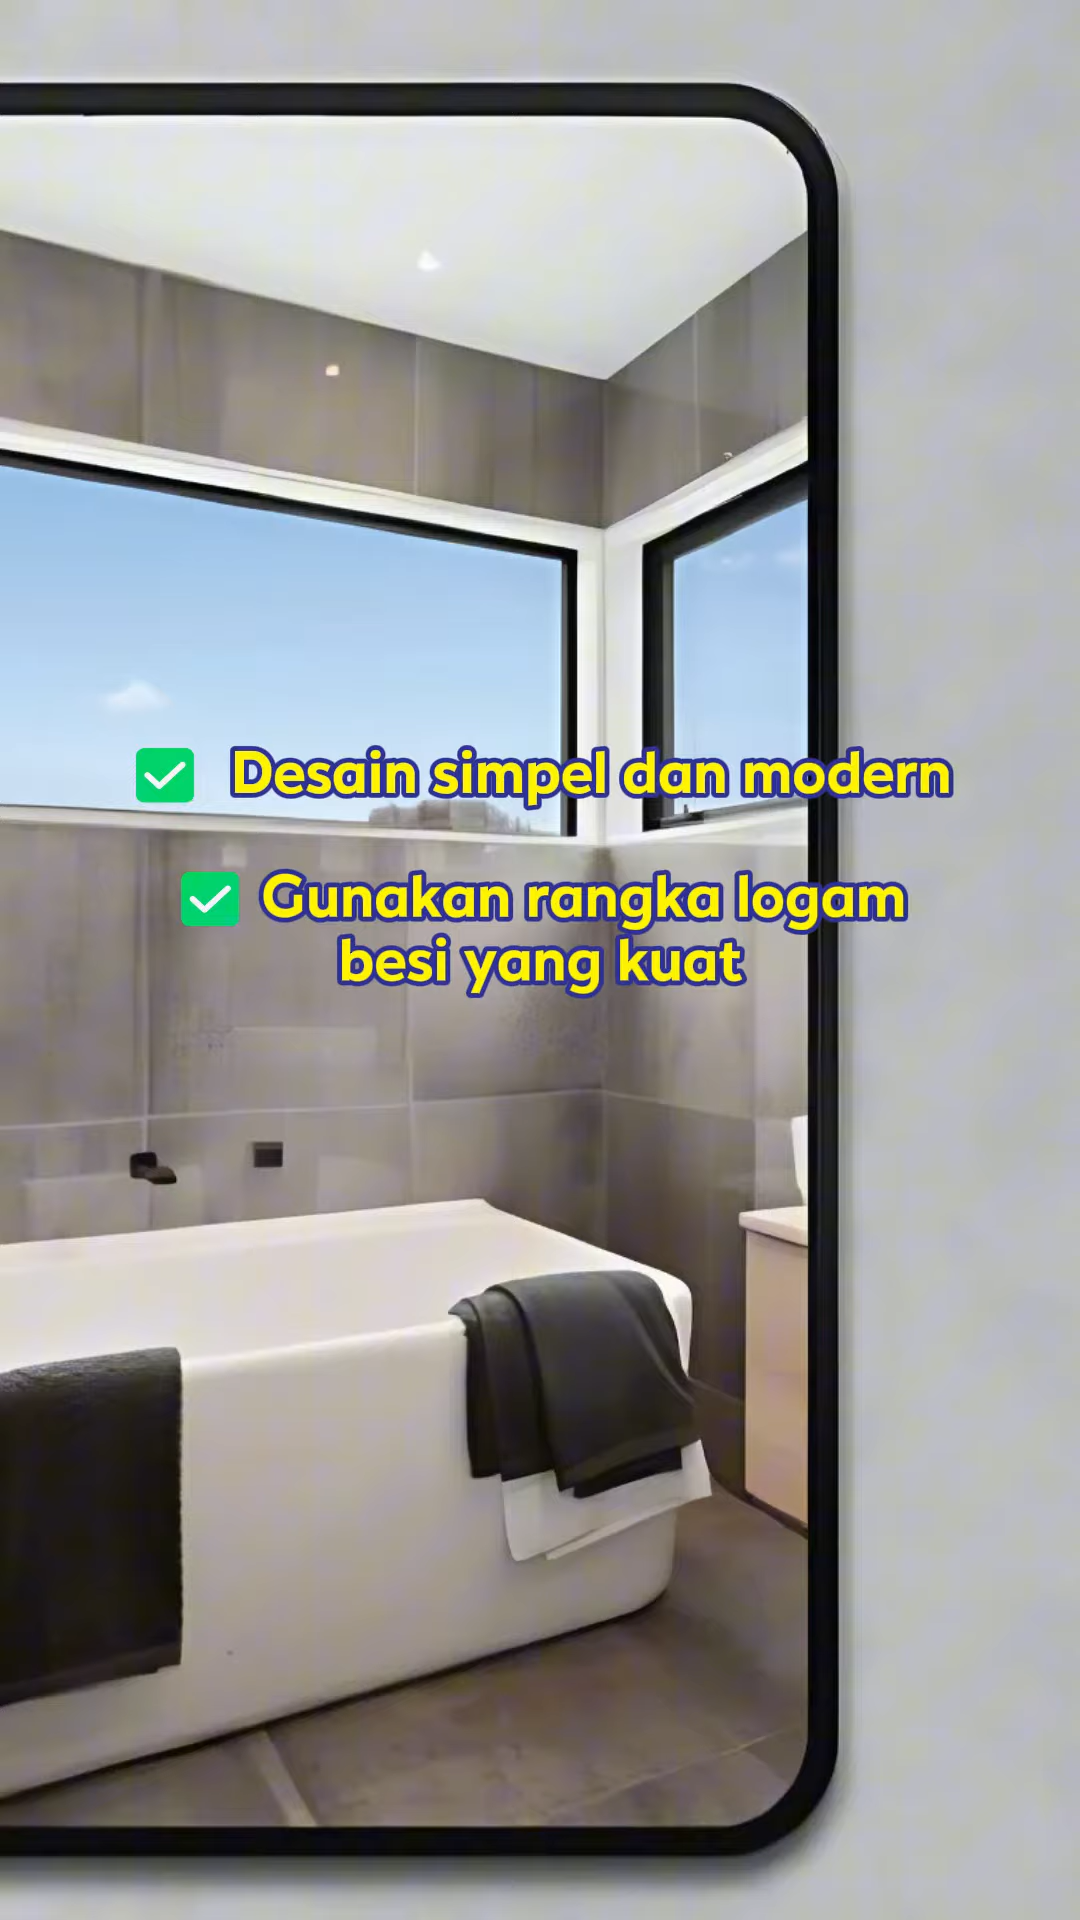 ✅ Desain simpel dan modern
✅ Gunakan rangka logam
besi yang kuat